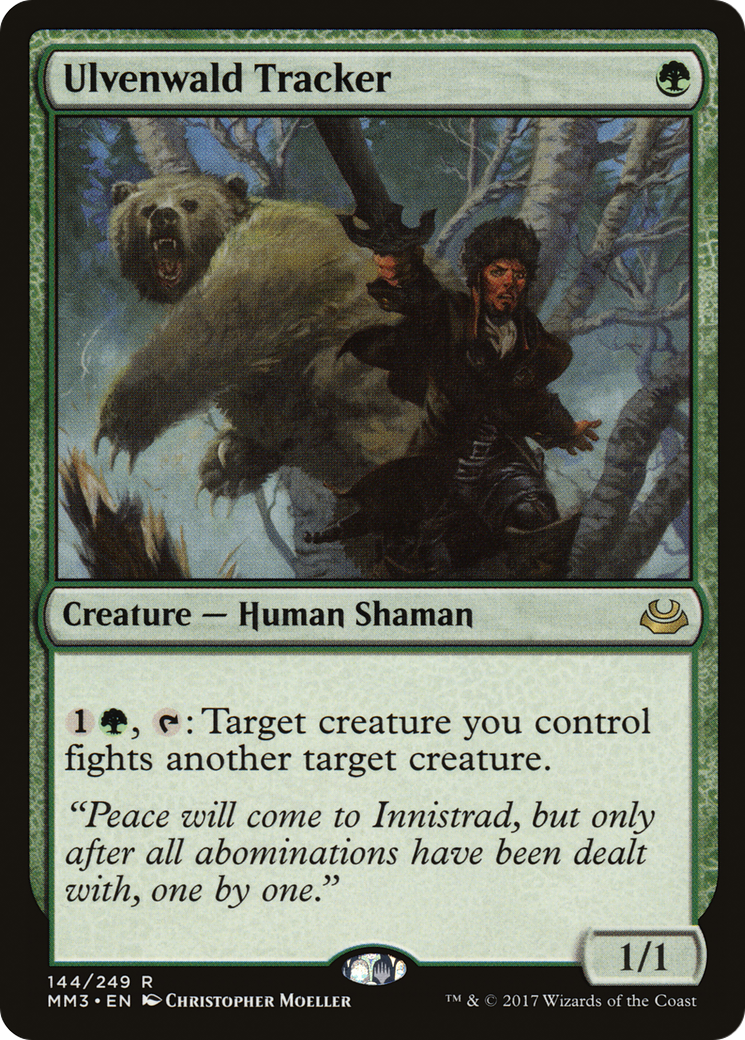 Ulvenwald Tracker
Creature — Human Shaman
1, : Target creature you control
fights another target creature.
“Peace will come to Innistrad, but only
after all abominations have been dealt
with, one by one.”
1/1
144/249 R
MM3 • EN Christopher Moeller
™ & © 2017 Wizards of the Coast